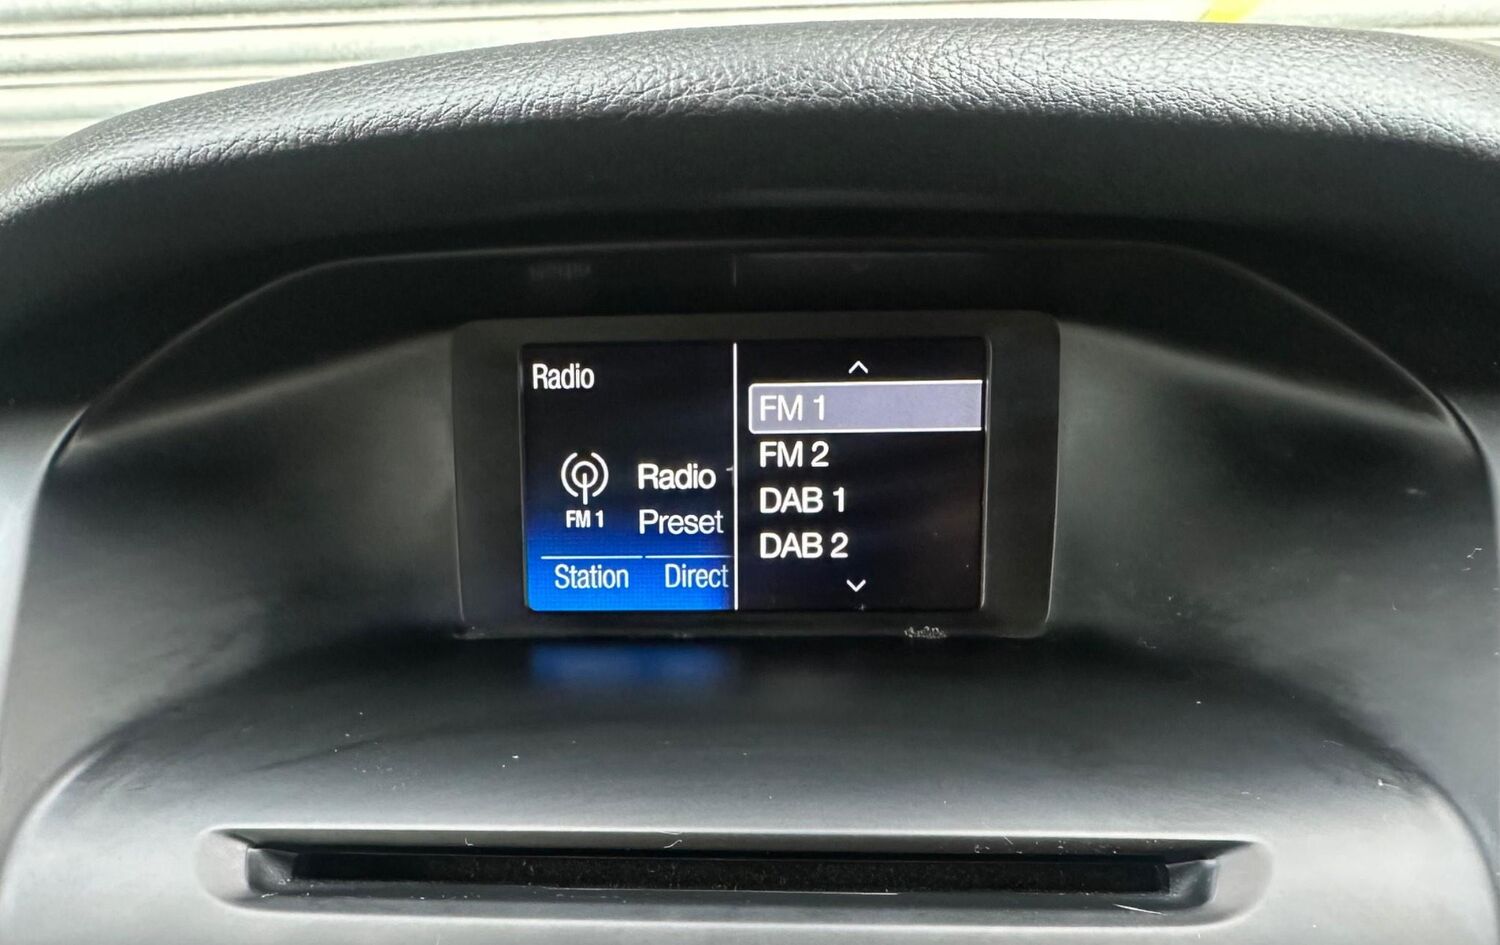 Radio
FM 1
Radio
Preset
Station
Direct
FM 1
FM 2
DAB 1
DAB 2